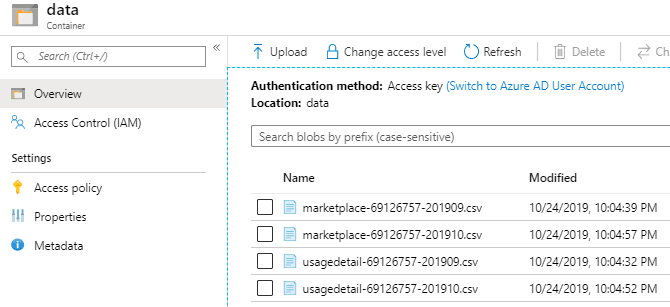 data
Container
Search (Ctrl+/)
«
Overview
Access Control (IAM)
Settings
Access policy
Properties
Metadata
Upload
Change access level
Refresh
Delete
Authentication method: Access key (Switch to Azure AD User Account)
Location: data
Search blobs by prefix (case-sensitive)
Name Modified
marketplace-69126757-201909.csv 10/24/2019, 10:04:39 PM
marketplace-69126757-201910.csv 10/24/2019, 10:04:57 PM
usagedetail-69126757-201909.csv 10/24/2019, 10:04:32 PM
usagedetail-69126757-201910.csv 10/24/2019, 10:04:52 PM